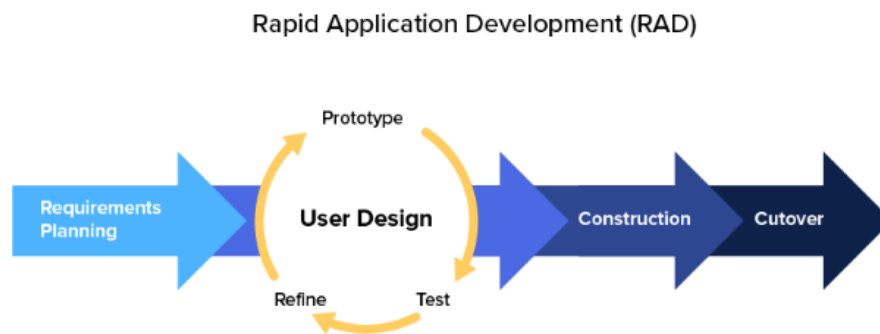 Rapid Application Development (RAD)
Prototype
Requirements
Planning
User Design
Construction
Cutover
Refine
Test